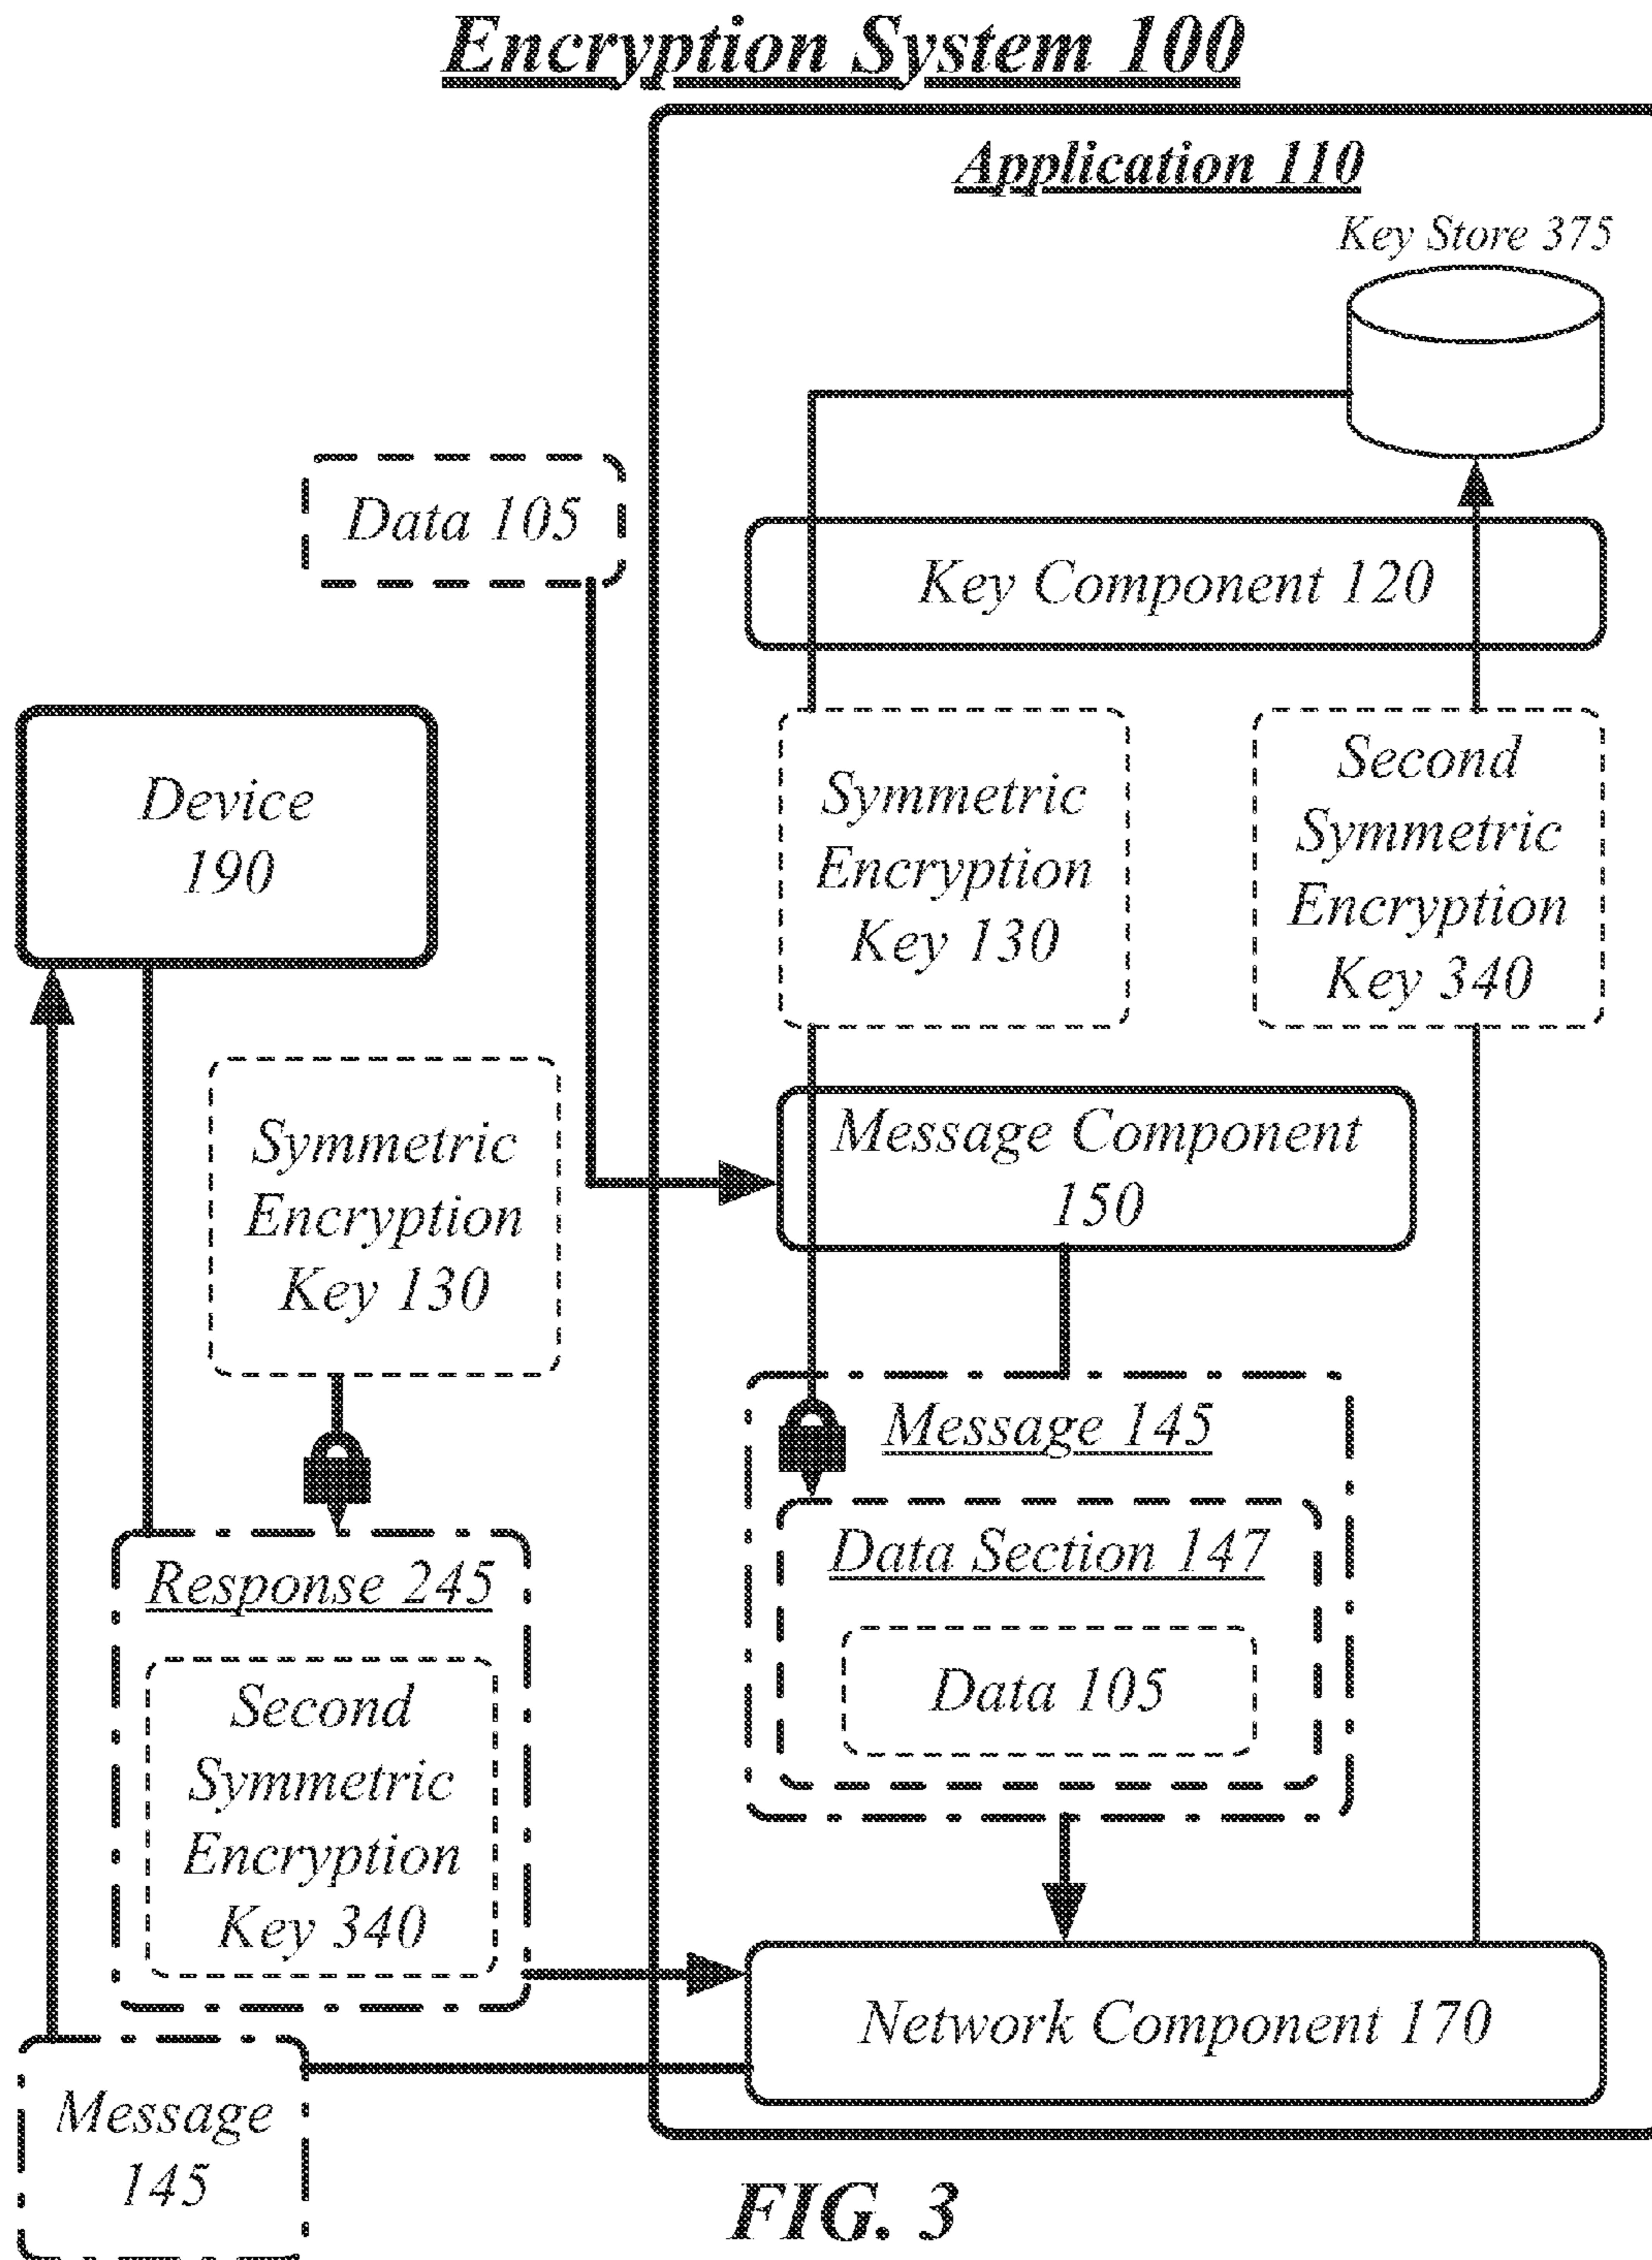 Encryption System 100
Application 110
Key Store 375
Data 105
Key Component 120
Device
190
Symmetric
Encryption
Key 130
Second
Symmetric
Encryption
Key 340
Symmetric
Encryption
Key 130
Message Component
150
Message 145
Data Section 147
Data 105
Response 245
Second
Symmetric
Encryption
Key 340
Network Component 170
Message
145
FIG. 3